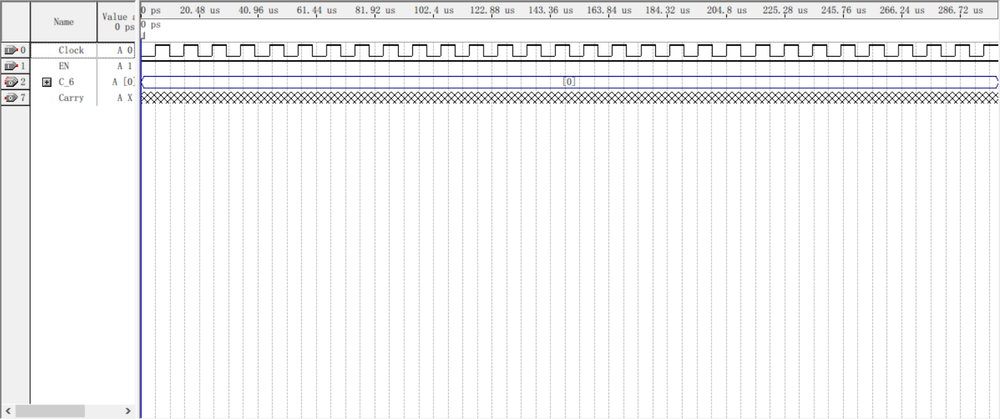 Name
Value a
0 ps
0 ps 20.48 us 40.96 us 61.44 us 81.92 us 102.4 us 122.88 us 143.36 us 163.84 us 184.32 us 204.8 us 225.28 us 245.76 us 266.24 us 286.72 us
0 ps
0 Clock A 0
1 EN A 1
2 C_6 A [0] [0]
7 Carry A X